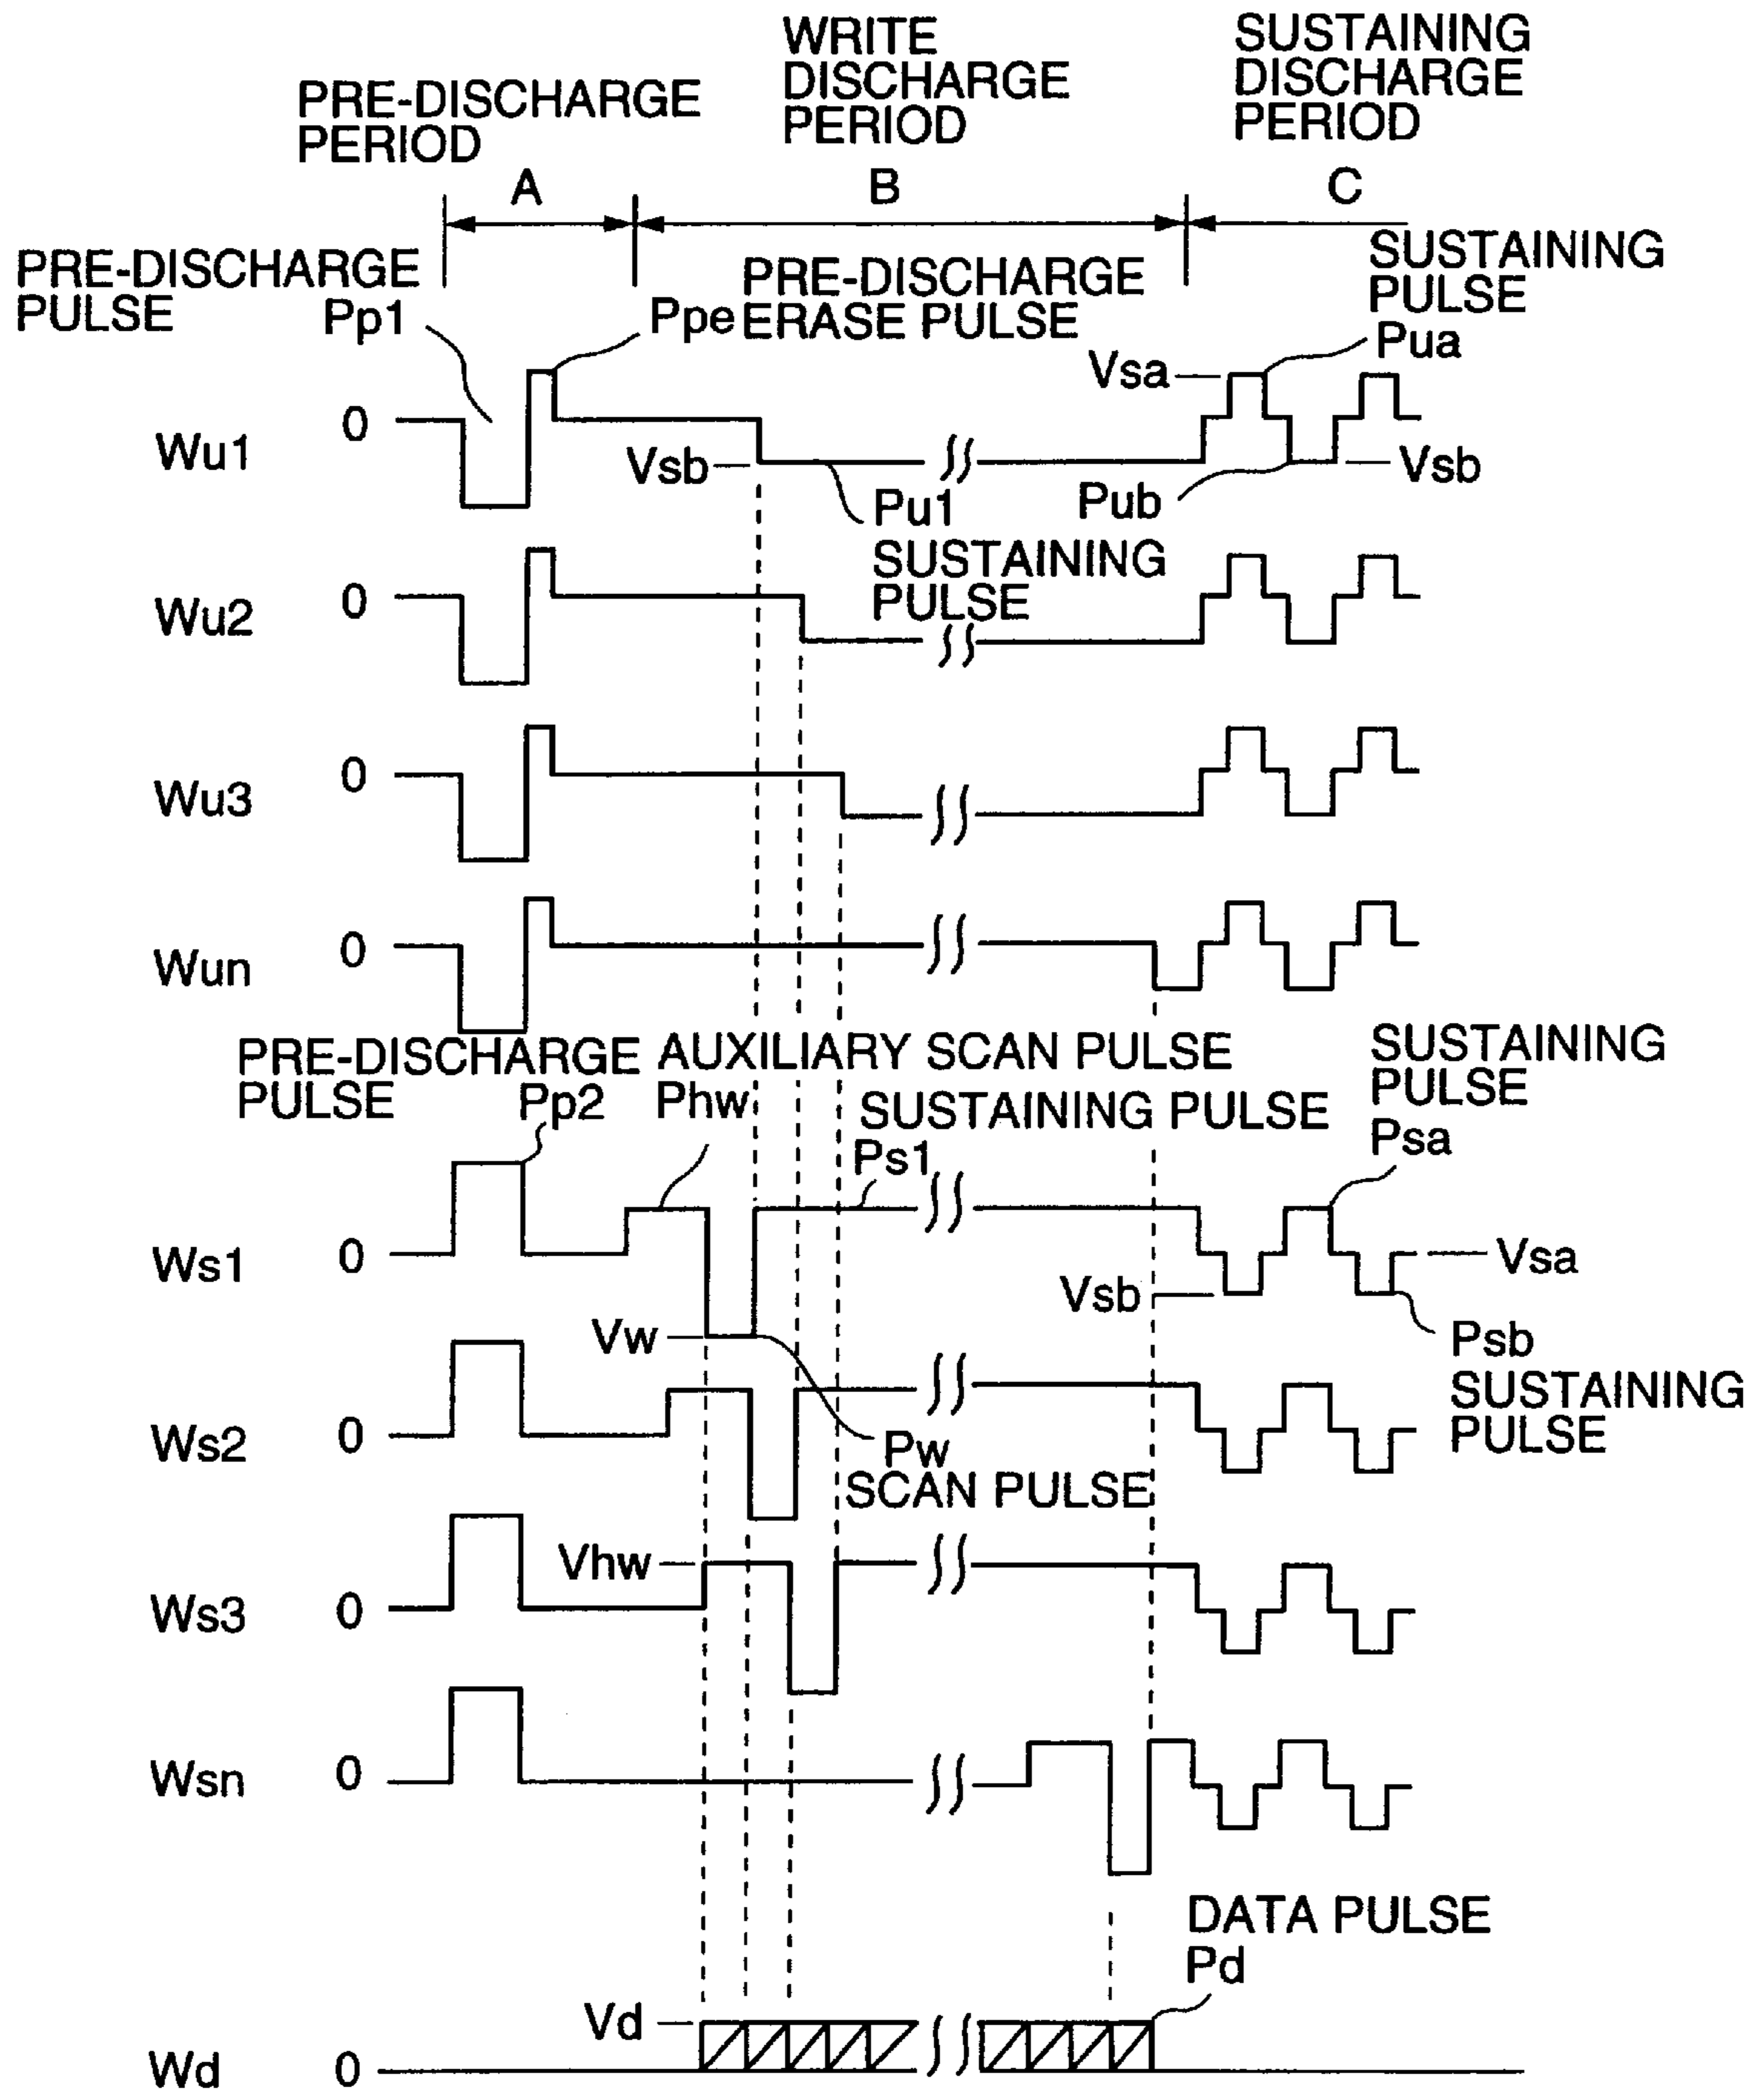 WRITE
DISCHARGE
PERIOD
SUSTAINING
DISCHARGE
PERIOD
PRE-DISCHARGE
PERIOD
A
B
C
PRE-DISCHARGE
PULSE
Pp1
Ppe
PRE-DISCHARGE
ERASE PULSE
SUSTAINING
PULSE
Pua
Vsa
Wu1
0
Vsb
Pu1
SUSTAINING
PULSE
Pub
Vsb
Wu2
0
Wu3
0
Wun
0
PRE-DISCHARGE
PULSE
Pp2
AUXILIARY SCAN PULSE
Phw
SUSTAINING PULSE
Ps1
SUSTAINING
PULSE
Psa
Ws1
0
Vsb
Vsa
Vw
Psb
SUSTAINING
PULSE
Ws2
0
Pw
SCAN PULSE
Vhw
Ws3
0
Wsn
0
DATA PULSE
Pd
Vd
Wd
0